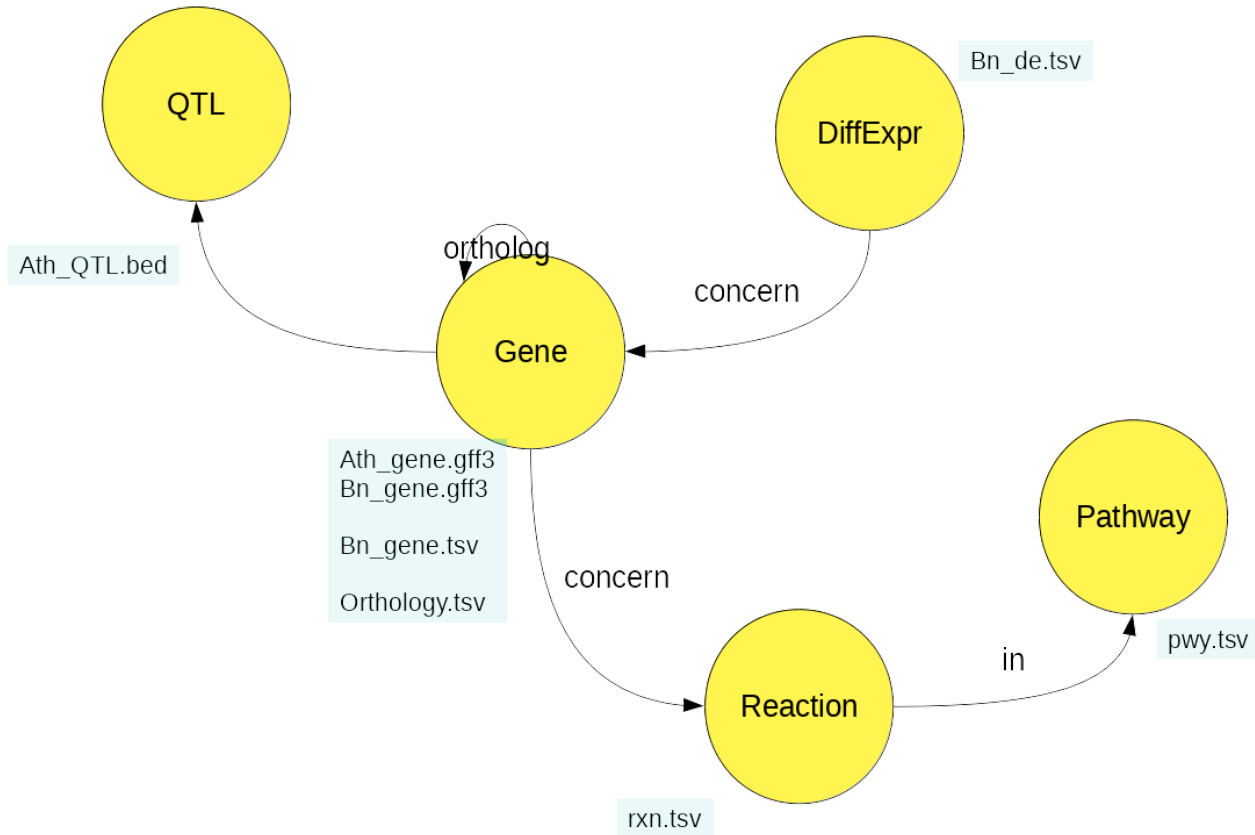 Bn_de.tsv
QTL
DiffExpr
ortholog
Ath_QTL.bed
concern
Gene
Ath_gene.gff3
Bn_gene.gff3
Bn_gene.tsv
Orthology.tsv
concern
Pathway
pwy.tsv
in
Reaction
rxn.tsv